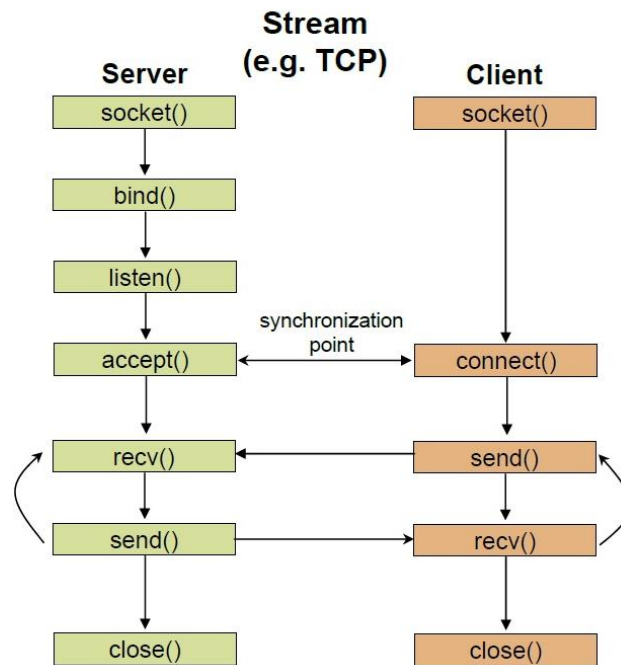 Stream
(e.g. TCP)
Server
Client
socket()
socket()
bind()
listen()
synchronization
point
accept()
connect()
recv()
send()
send()
recv()
close()
close()